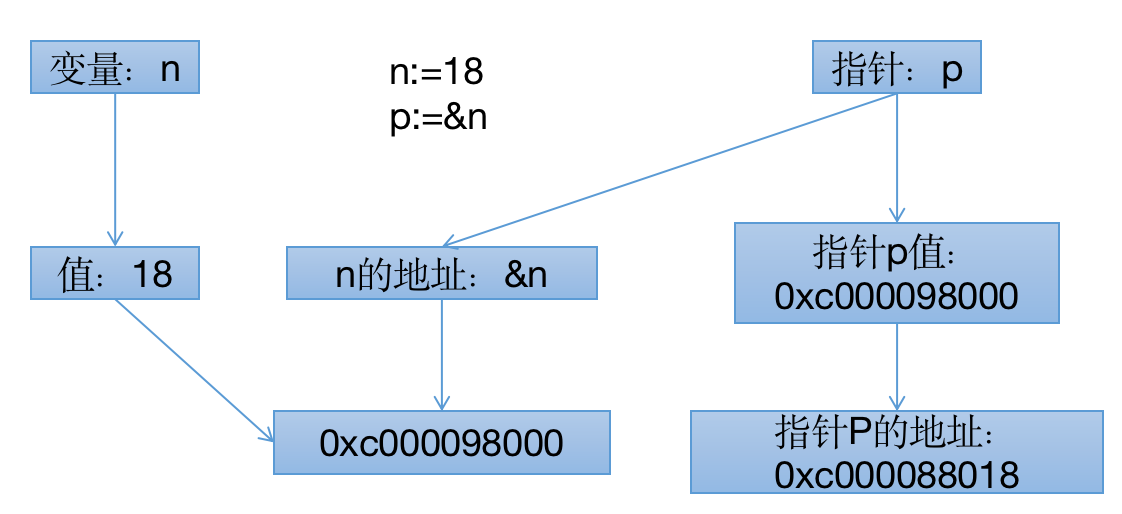 变量：n
n:=18
p:=&n
指针：p
值：18
n的地址：&n
指针p值：
0xc000098000
0xc000098000
指针P的地址：
0xc000088018